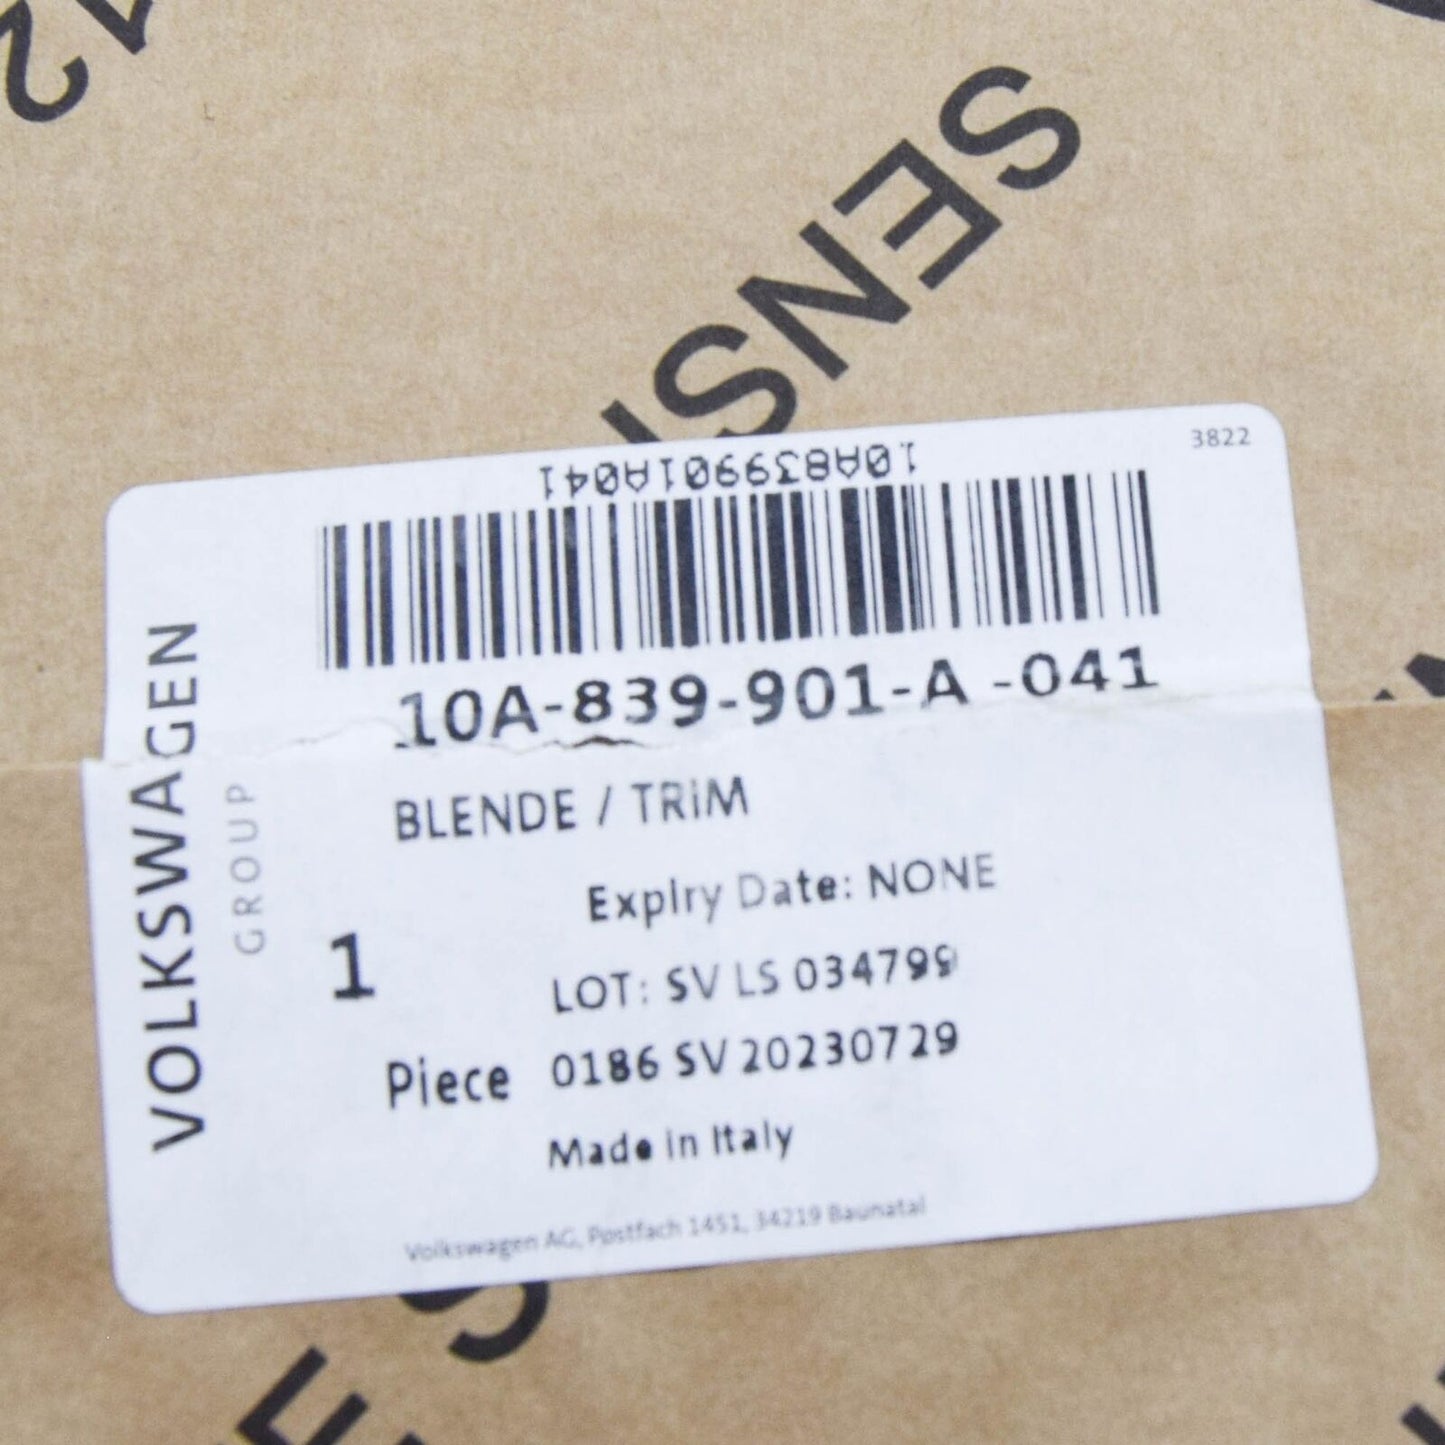 12
SENSI
3822
10A839901A041
10A-839-901-A -041
VOLKSWAGEN
GROUP
BLENDE / TRIM
Expiry Date: NONE
1
LOT: SV LS 034799
Piece
0186 SV 20230729
Made in Italy
Volkswagen AG, Postfach 1451, 34219 Baunatal